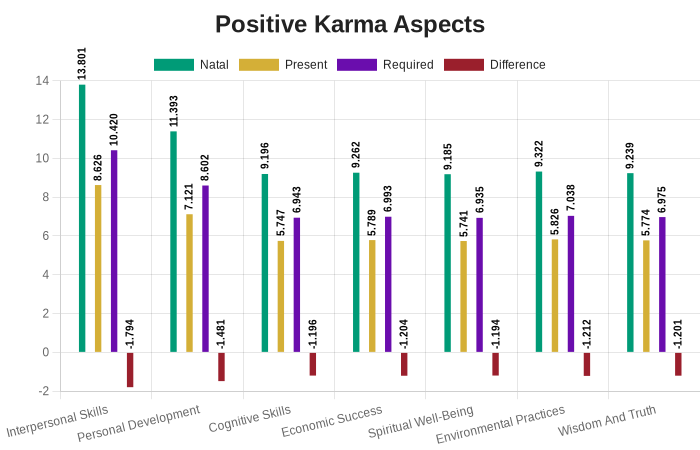 Positive Karma Aspects
Natal Present Required Difference
14
12
10
8
6
4
2
0
-2
13.801 8.626 10.420 -1.794
11.393 7.121 8.602 -1.481
9.196 5.747 6.943 -1.196
9.262 5.789 6.993 -1.204
9.185 5.741 6.935 -1.194
9.322 5.826 7.038 -1.212
9.239 5.774 6.975 -1.201
Interpersonal Skills
Personal Development
Cognitive Skills
Economic Success
Spiritual Well-Being
Environmental Practices
Wisdom And Truth